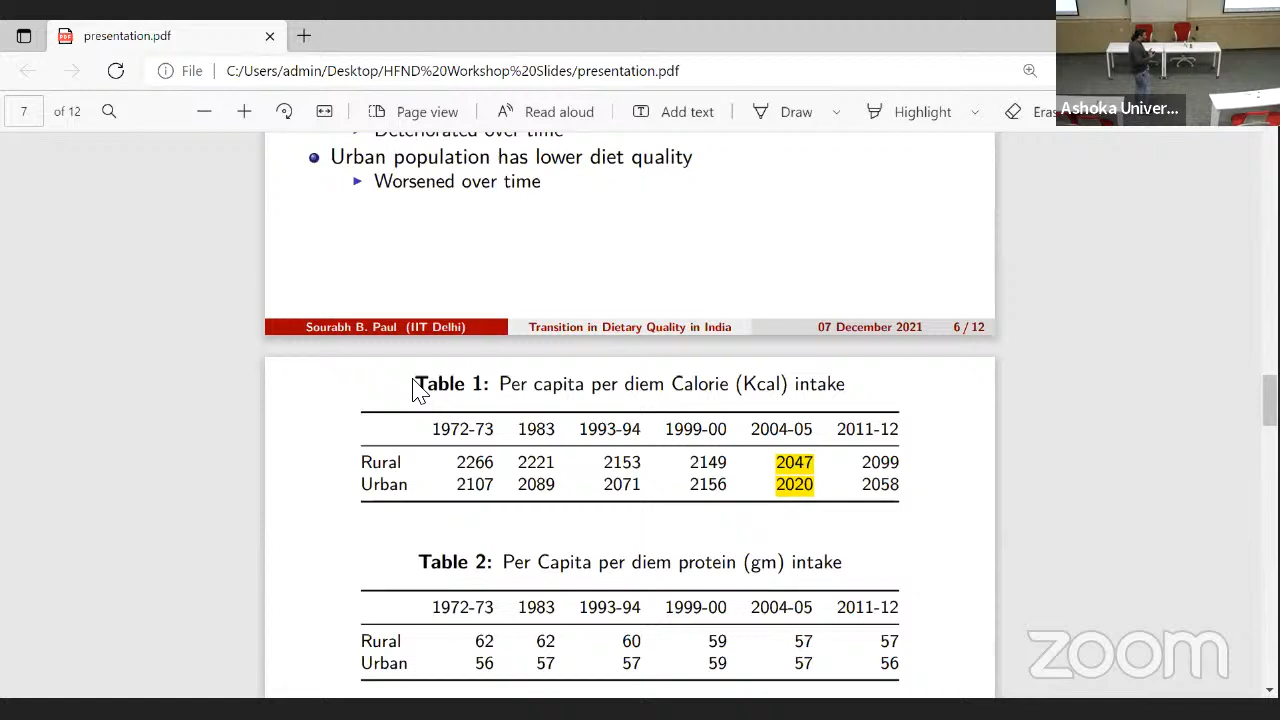 presentation.pdf
File C:/Users/admin/Desktop/HFND%20Workshop%20Slides/presentation.pdf
7 of 12 Page view Read aloud Add text Draw Highlight Eras
Ashoka Univer...
Deteriorated over time
Urban population has lower diet quality
Worsened over time
Sourabh B. Paul (IIT Delhi) Transition in Dietary Quality in India 07 December 2021 6 / 12
Table 1: Per capita per diem Calorie (Kcal) intake
1972-73 1983 1993-94 1999-00 2004-05 2011-12
Rural 2266 2221 2153 2149 2047 2099
Urban 2107 2089 2071 2156 2020 2058
Table 2: Per Capita per diem protein (gm) intake
1972-73 1983 1993-94 1999-00 2004-05 2011-12
Rural 62 62 60 59 57 57
Urban 56 57 57 59 57 56
zoom